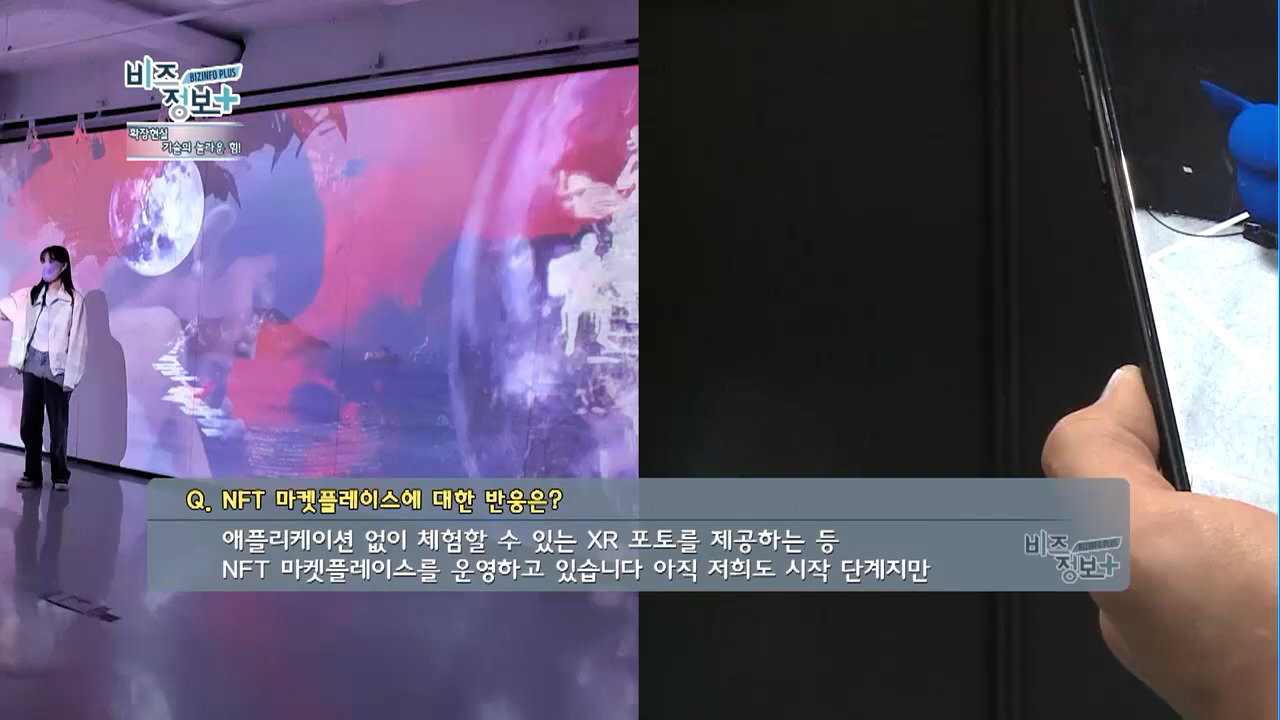 비즈
BIZINFO PLUS
정보+
확장현실
기술의 놀라운 힘!
Q. NFT 마켓플레이스에 대한 반응은?
애플리케이션 없이 체험할 수 있는 XR 포토를 제공하는 등
NFT 마켓플레이스를 운영하고 있습니다 아직 저희도 시작 단계지만
비즈
BIZINFO PLUS
정보+